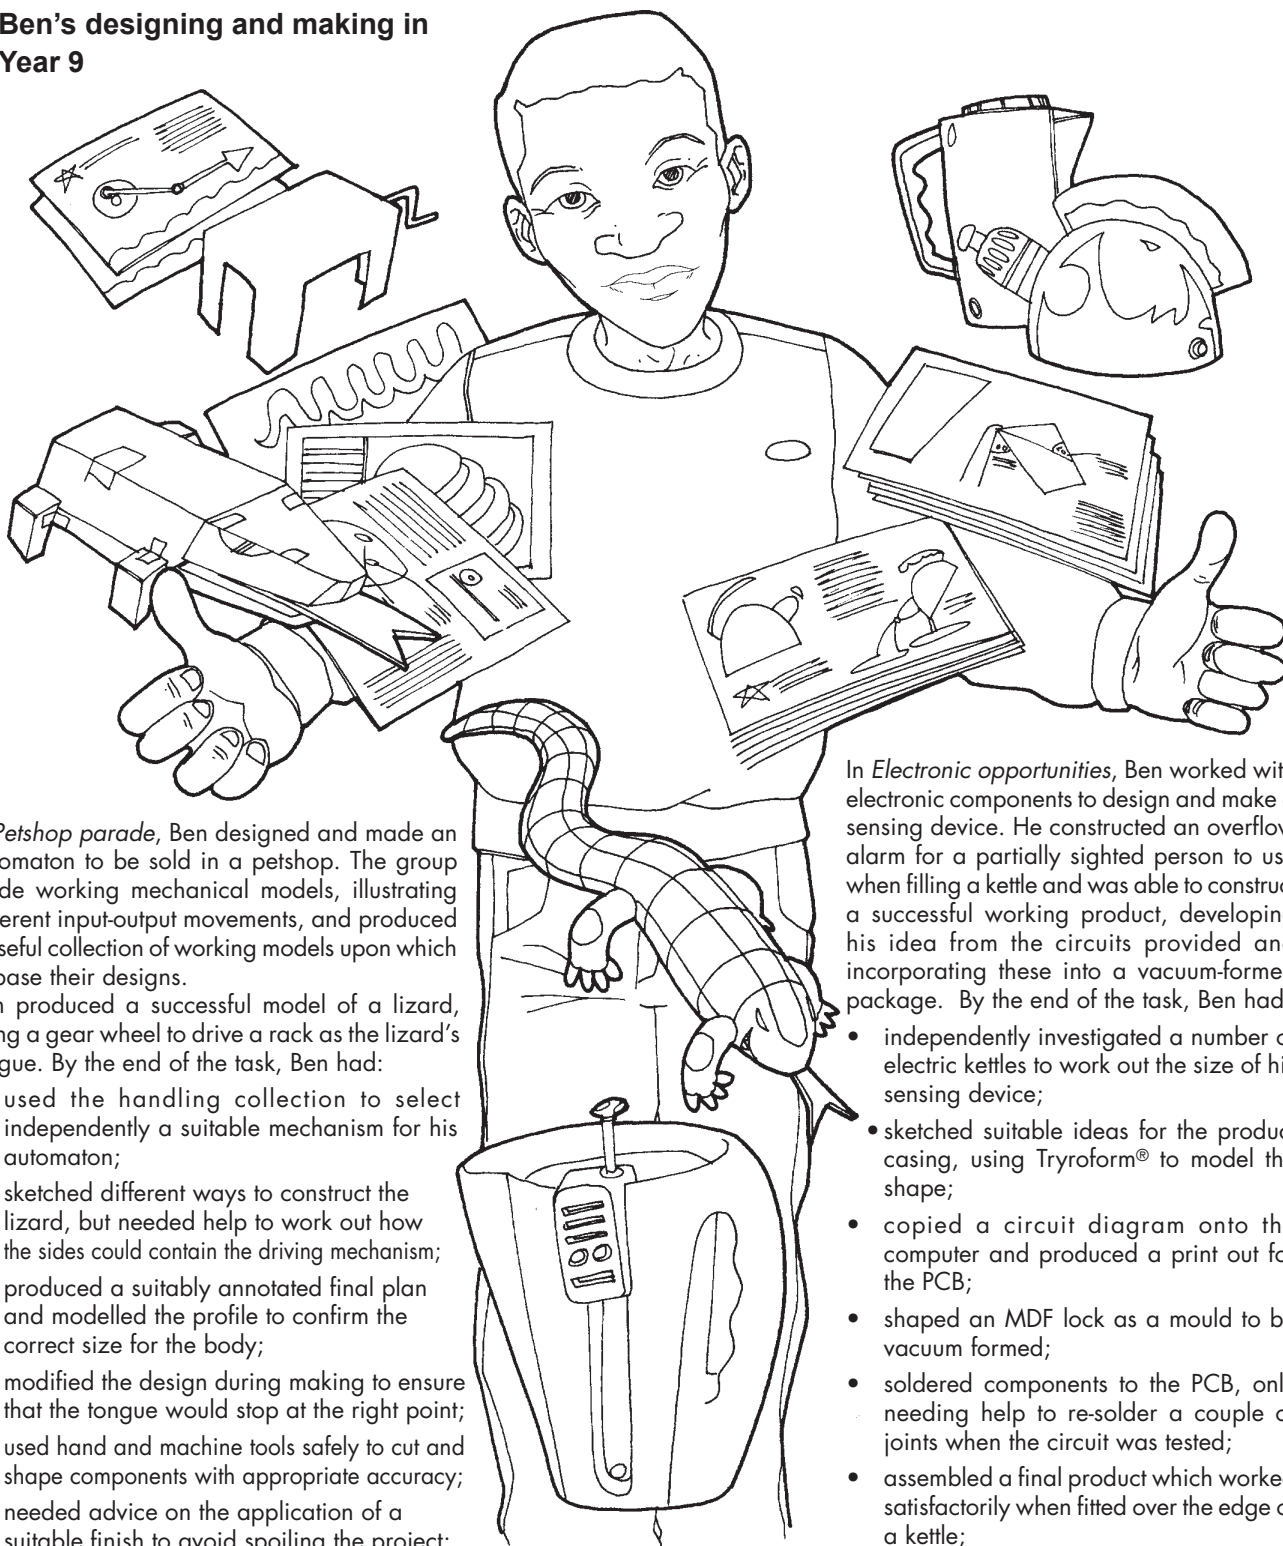 Ben's designing and making in
Year 9
Petshop parade, Ben designed and made an
omaton to be sold in a petshop. The group
de working mechanical models, illustrating
erent input-output movements, and produced
seful collection of working models upon which
base their designs.
n produced a successful model of a lizard,
ng a gear wheel to drive a rack as the lizard's
gue. By the end of the task, Ben had:
used the handling collection to select
independently a suitable mechanism for his
automaton;
sketched different ways to construct the
lizard, but needed help to work out how
the sides could contain the driving mechanism;
produced a suitably annotated final plan
and modelled the profile to confirm the
correct size for the body;
modified the design during making to ensure
that the tongue would stop at the right point;
used hand and machine tools safely to cut and
shape components with appropriate accuracy;
needed advice on the application of a
suitable finish to avoid spoiling the project;
In Electronic opportunities, Ben worked wit
electronic components to design and make
sensing device. He constructed an overflow
alarm for a partially sighted person to us
when filling a kettle and was able to construc
a successful working product, developin
his idea from the circuits provided an
incorporating these into a vacuum-forme
package. By the end of the task, Ben had
• independently investigated a number o
electric kettles to work out the size of hi
sensing device;
• sketched suitable ideas for the produc
casing, using Tryroform® to model th
shape;
• copied a circuit diagram onto th
computer and produced a print out fo
the PCB;
• shaped an MDF lock as a mould to b
vacuum formed;
• soldered components to the PCB, onl
needing help to re-solder a couple o
joints when the circuit was tested;
• assembled a final product which worke
satisfactorily when fitted over the edge o
a kettle;